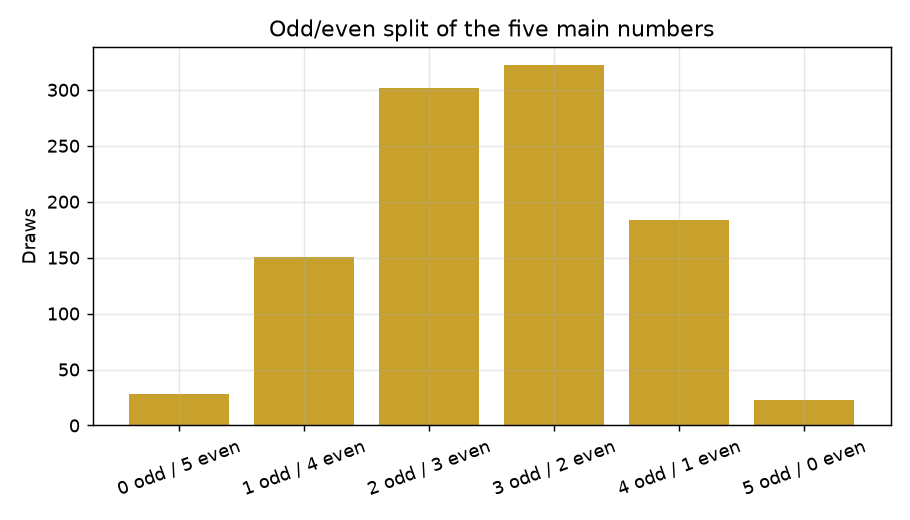 Odd/even split of the five main numbers
Draws
300
250
200
150
100
50
0
0 odd / 5 even
1 odd / 4 even
2 odd / 3 even
3 odd / 2 even
4 odd / 1 even
5 odd / 0 even